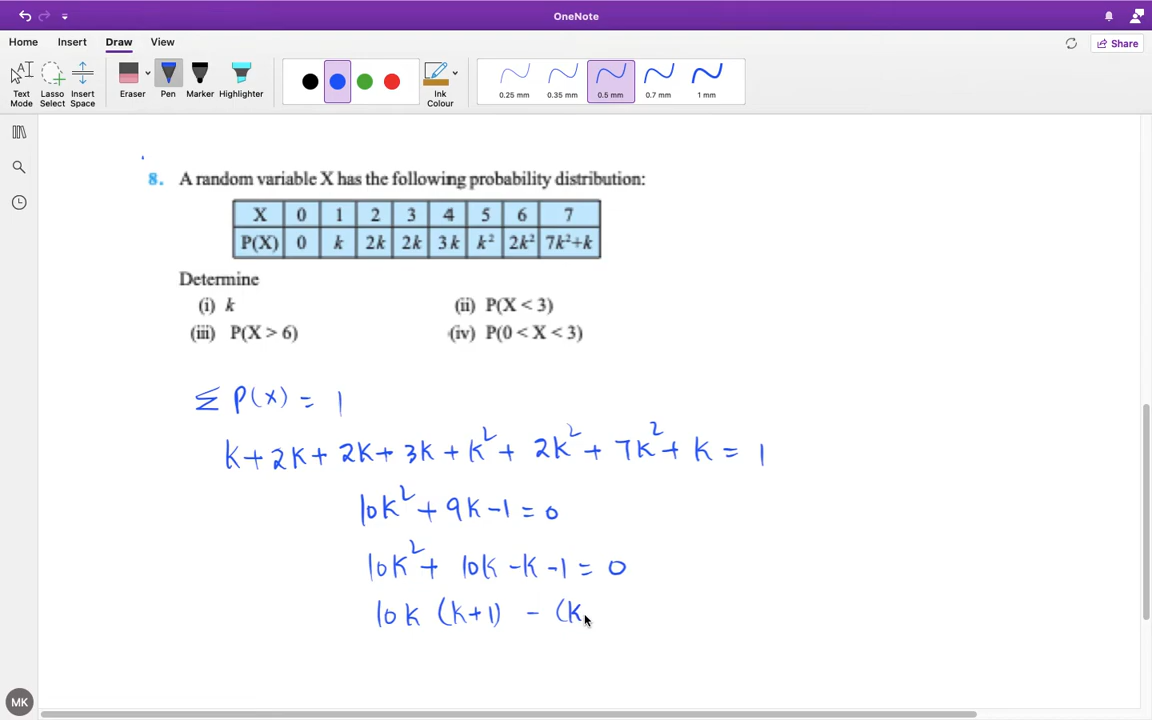 OneNote
Home Insert Draw View
Share
Text Mode
Lasso Select
Insert Space
Eraser
Pen
Marker
Highlighter
Ink Colour
0.25 mm
0.35 mm
0.5 mm
0.7 mm
1 mm
8. A random variable X has the following probability distribution:
X 0 1 2 3 4 5 6 7
P(X) 0 k 2k 2k 3k k² 2k² 7k²+k
Determine
(i) k (ii) P(X < 3)
(iii) P(X > 6) (iv) P(0 < X < 3)
Σ P(x) = 1
k + 2k + 2k + 3k + k² + 2k² + 7k² + k = 1
10k² + 9k - 1 = 0
10k² + 10k - k - 1 = 0
10k (k+1) - (k
MK